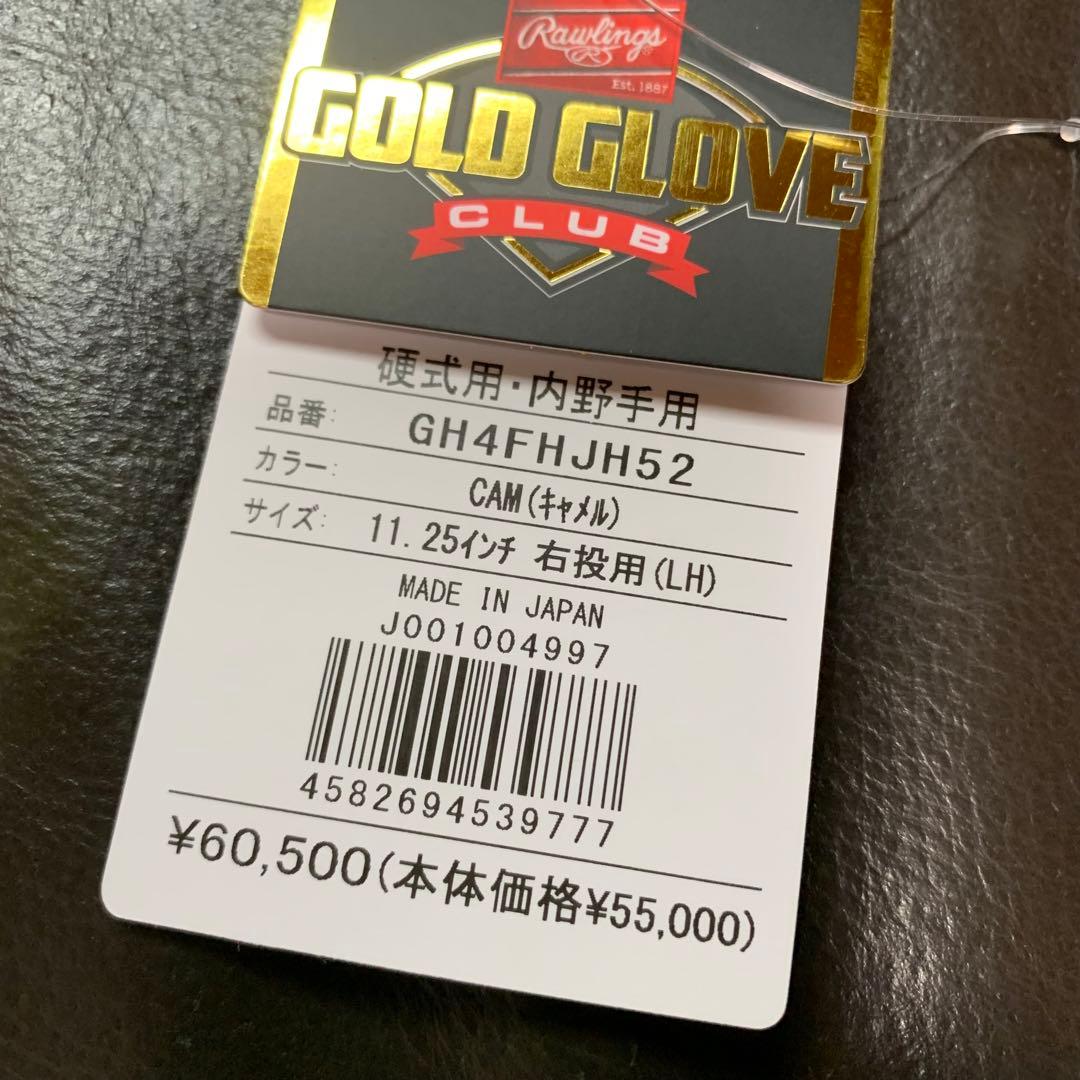 Rawlings
R
Est. 1887
GOLD GLOVE
CLUB
硬式用・内野手用
品番: GH4FHJH52
カラー: CAM(ｷｬﾒﾙ)
サイズ: 11.25ｲﾝﾁ 右投用(LH)
MADE IN JAPAN
J001004997
4582694539777
¥60,500(本体価格¥55,000)